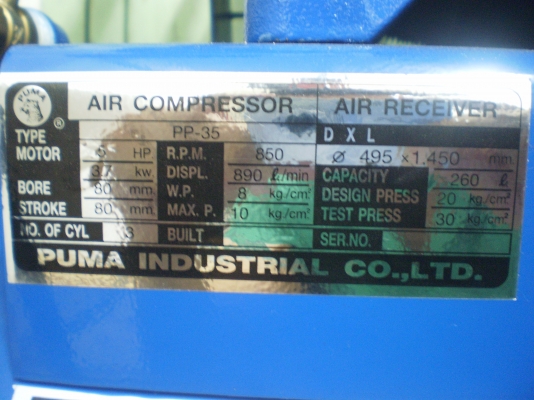 PUMA
®
AIR COMPRESSOR AIR RECEIVER
TYPE PP-35 D X L
MOTOR 5 HP R.P.M. 850 ø 495 × 1.450 mm
3.7 kw DISPL. 890 ℓ/min CAPACITY 260 ℓ
BORE 80 mm W.P. 8 kg/cm² DESIGN PRESS 20 kg/cm²
STROKE 80 mm MAX. P. 10 kg/cm² TEST PRESS 30 kg/cm²
NO. OF CYL 3 BUILT SER.NO.
PUMA INDUSTRIAL CO.,LTD.